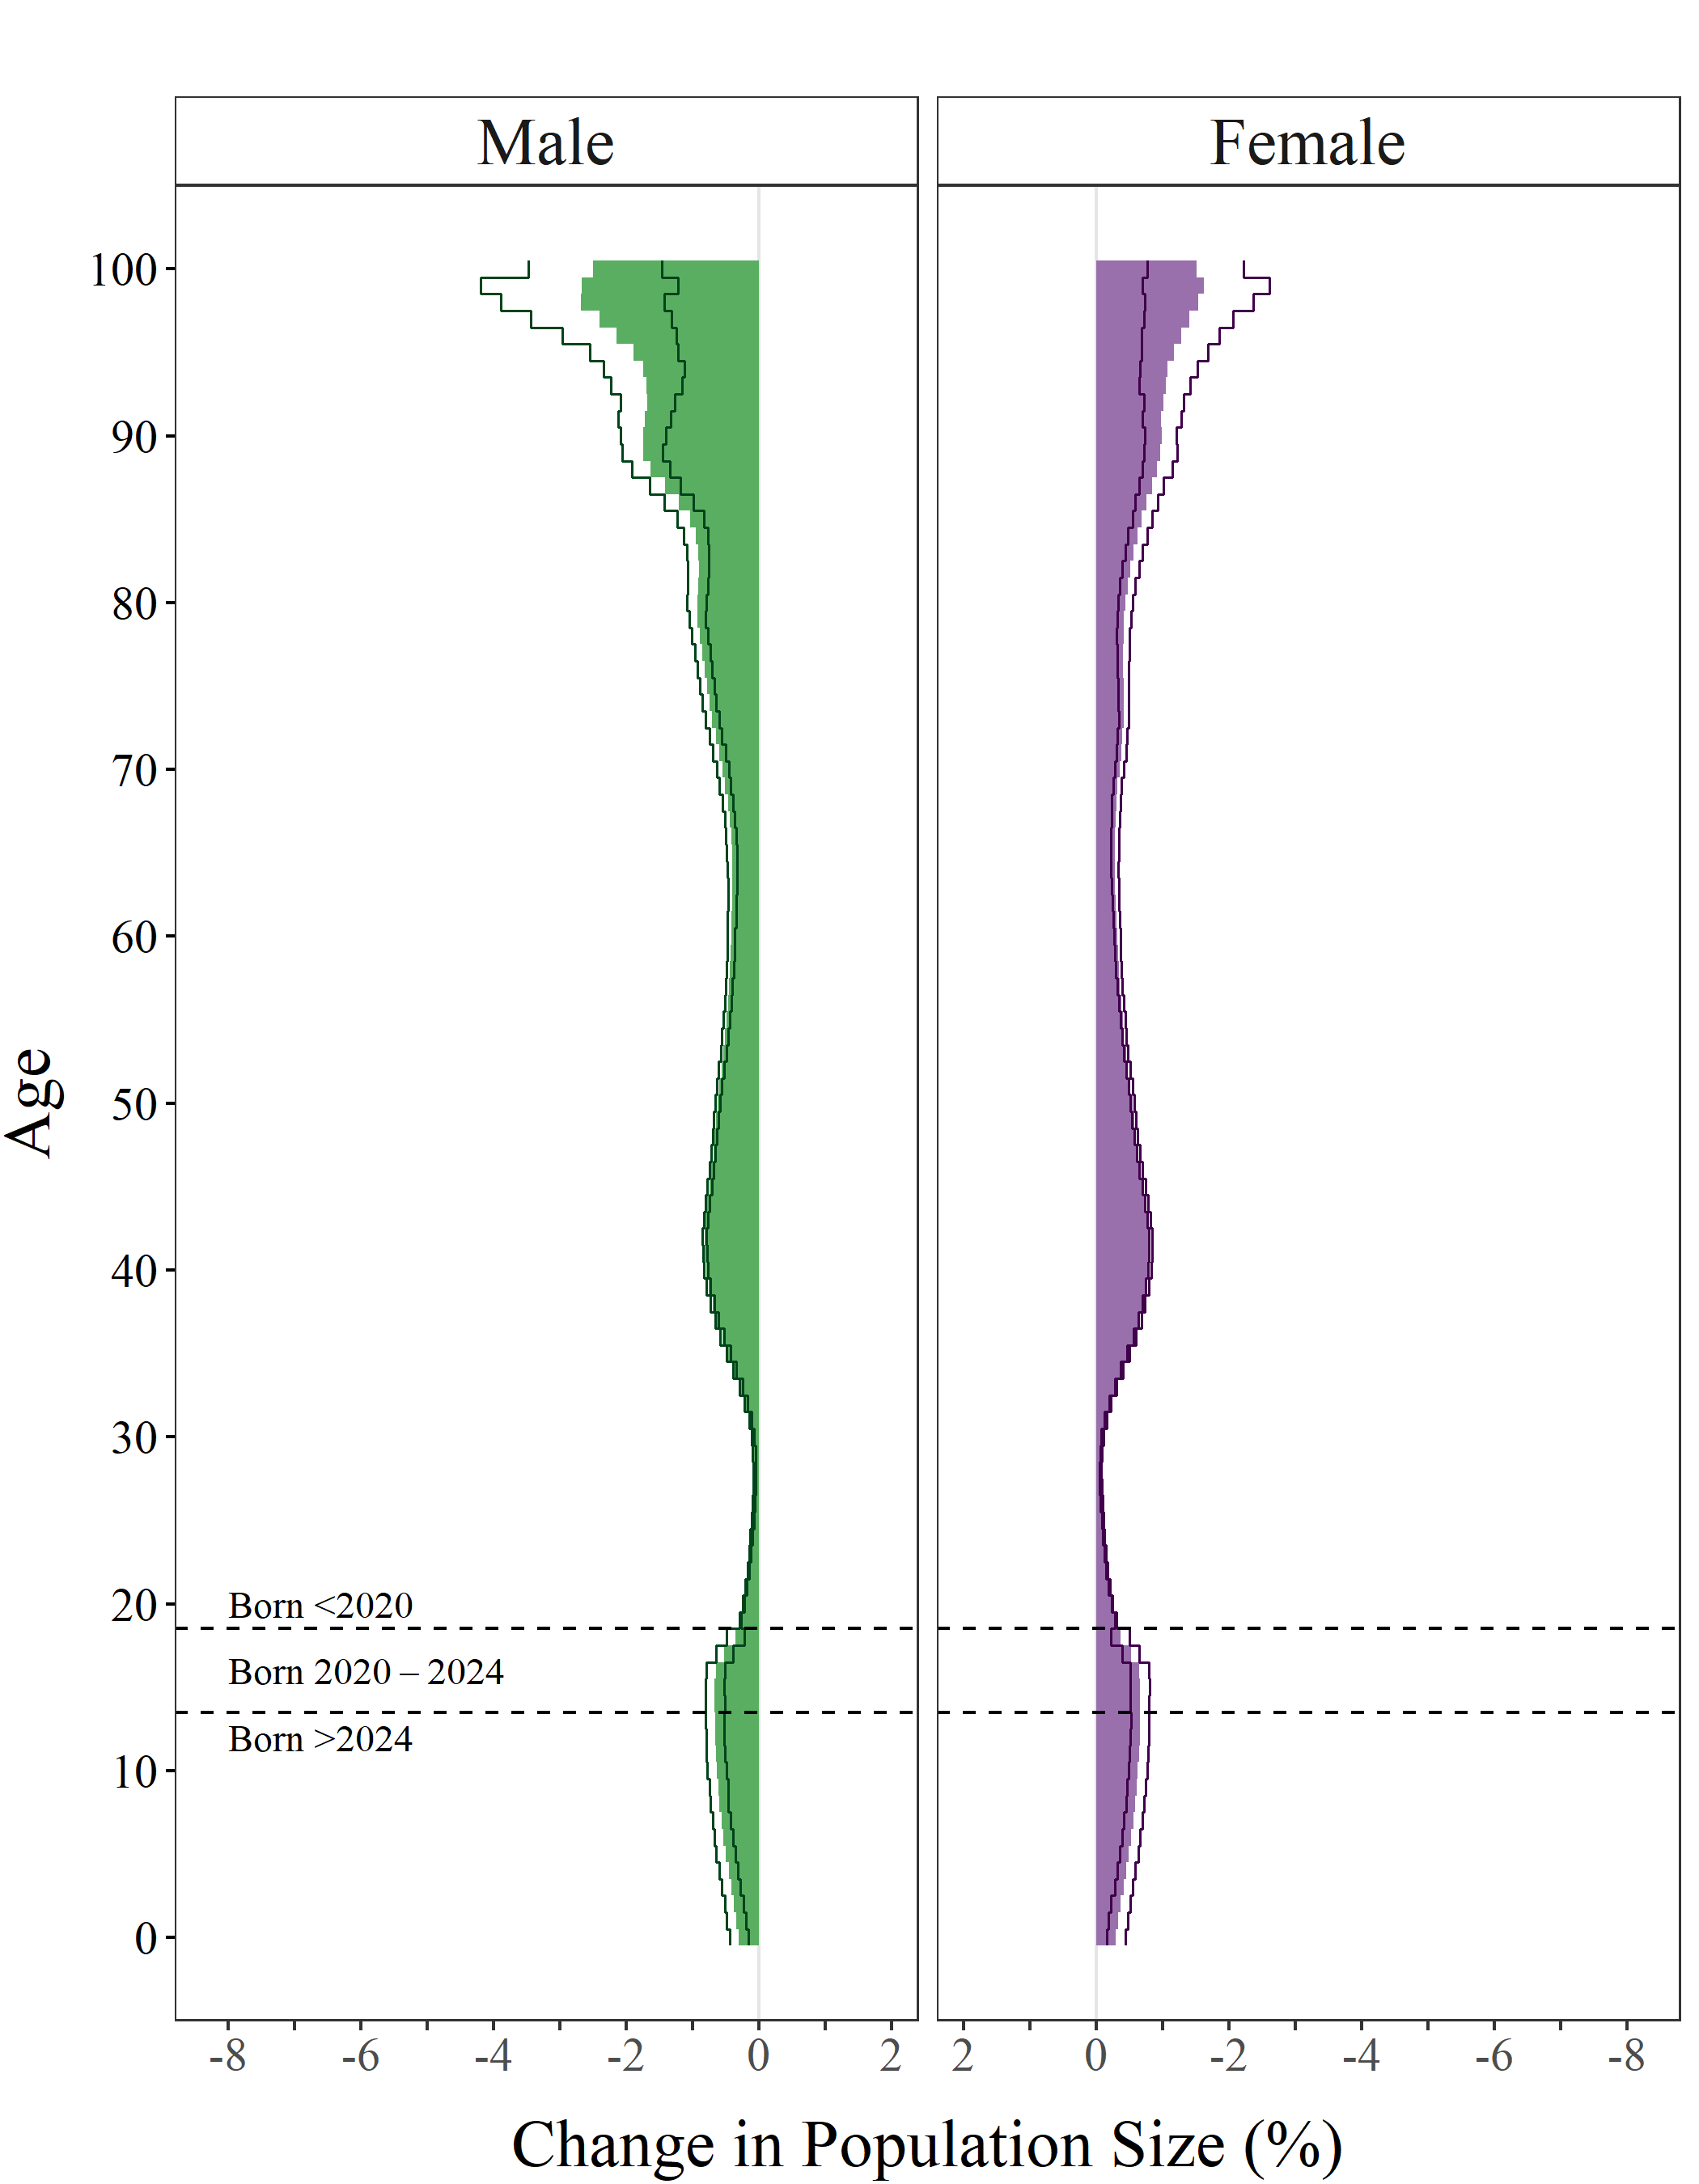 Male
Female
100
90
80
70
60
50
40
30
20
10
0
Age
Born <2020
Born 2020 – 2024
Born >2024
-8 -6 -4 -2 0 2
2 0 -2 -4 -6 -8
Change in Population Size (%)